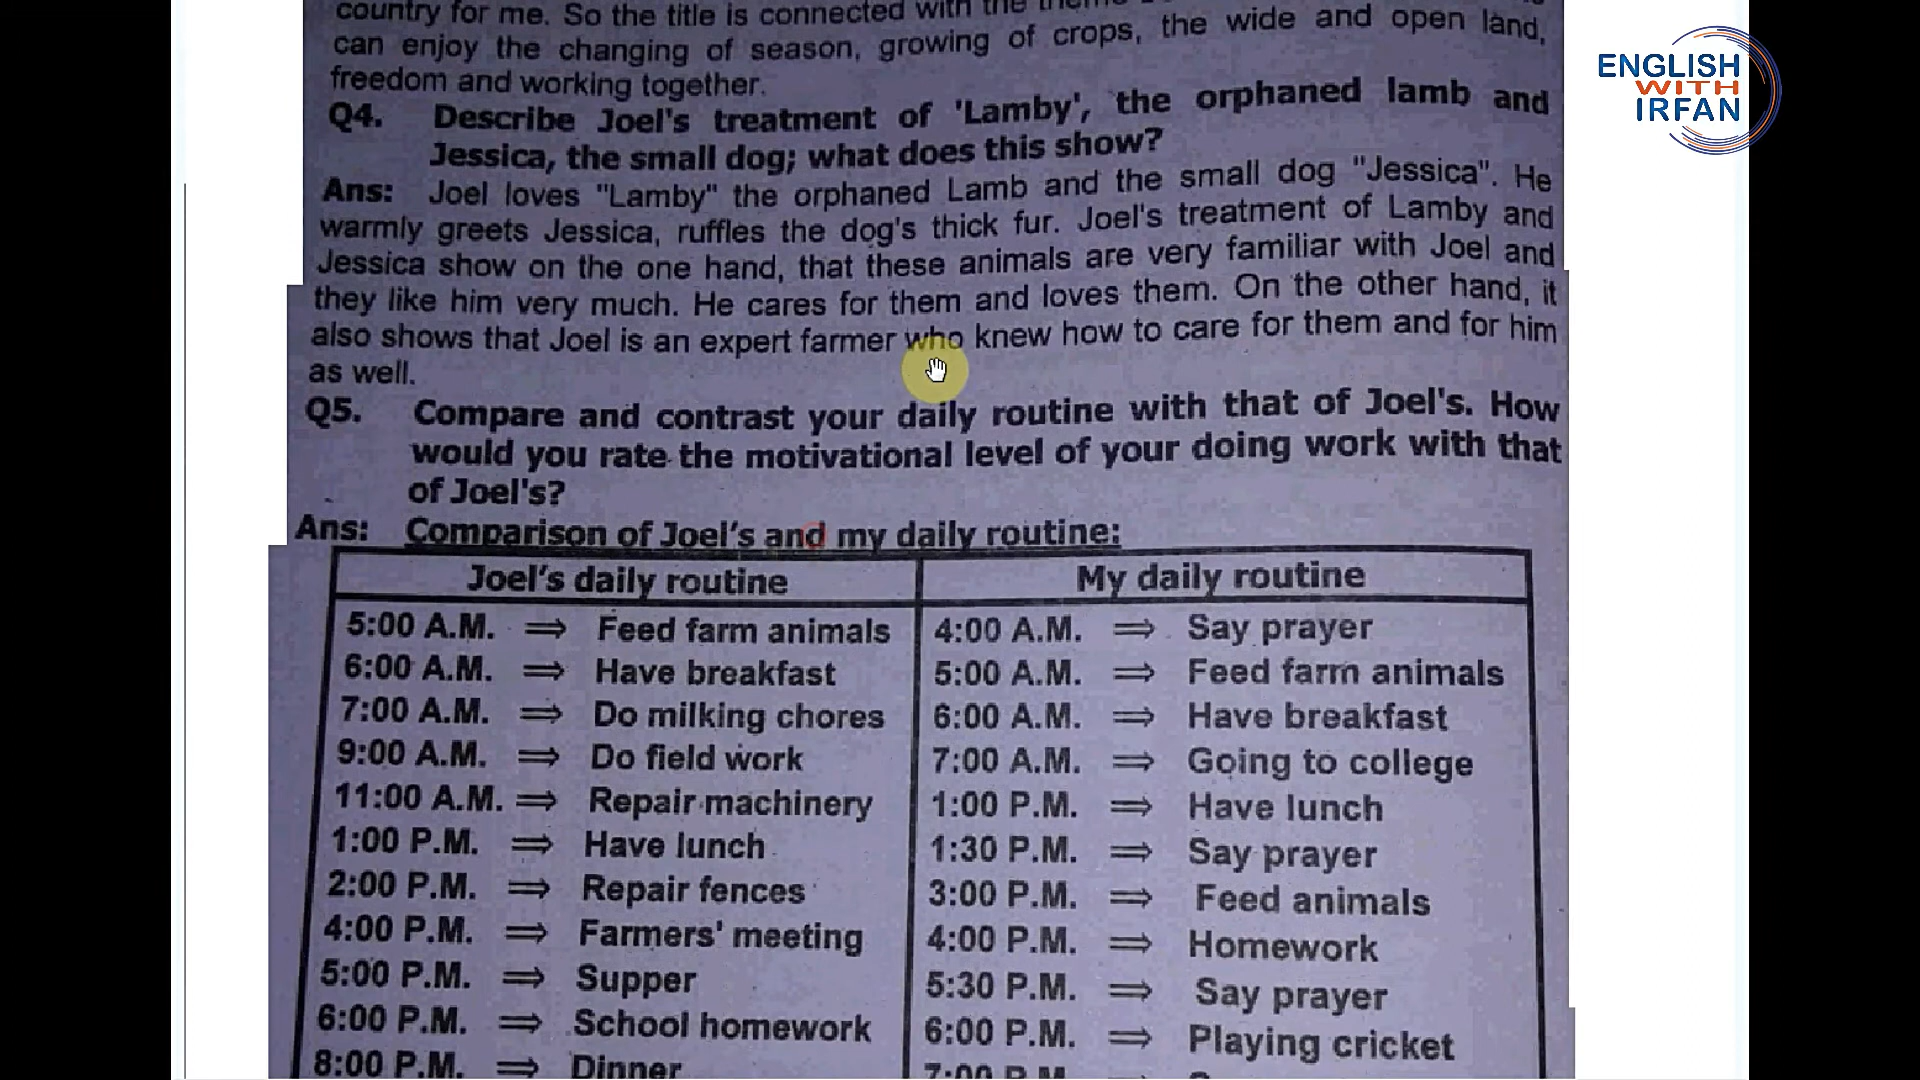 country for me. So the title is connected with the
can enjoy the changing of season, growing of crops, the wide and open land,
freedom and working together.
Q4. Describe Joel's treatment of 'Lamby', the orphaned lamb and
Jessica, the small dog; what does this show?
Ans: Joel loves "Lamby" the orphaned Lamb and the small dog "Jessica". He
warmly greets Jessica, ruffles the dog's thick fur. Joel's treatment of Lamby and
Jessica show on the one hand, that these animals are very familiar with Joel and
they like him very much. He cares for them and loves them. On the other hand, it
also shows that Joel is an expert farmer who knew how to care for them and for him
as well.
Q5. Compare and contrast your daily routine with that of Joel's. How
would you rate the motivational level of your doing work with that
of Joel's?
Ans: Comparison of Joel's and my daily routine:
Joel's daily routine My daily routine
5:00 A.M. ⇒ Feed farm animals 4:00 A.M. ⇒ Say prayer
6:00 A.M. ⇒ Have breakfast 5:00 A.M. ⇒ Feed farm animals
7:00 A.M. ⇒ Do milking chores 6:00 A.M. ⇒ Have breakfast
9:00 A.M. ⇒ Do field work 7:00 A.M. ⇒ Going to college
11:00 A.M. ⇒ Repair machinery 1:00 P.M. ⇒ Have lunch
1:00 P.M. ⇒ Have lunch 1:30 P.M. ⇒ Say prayer
2:00 P.M. ⇒ Repair fences 3:00 P.M. ⇒ Feed animals
4:00 P.M. ⇒ Farmers' meeting 4:00 P.M. ⇒ Homework
5:00 P.M. ⇒ Supper 5:30 P.M. ⇒ Say prayer
6:00 P.M. ⇒ School homework 6:00 P.M. ⇒ Playing cricket
8:00 P.M. ⇒ Dinner 7:00 P.M.
ENGLISH
WITH
IRFAN